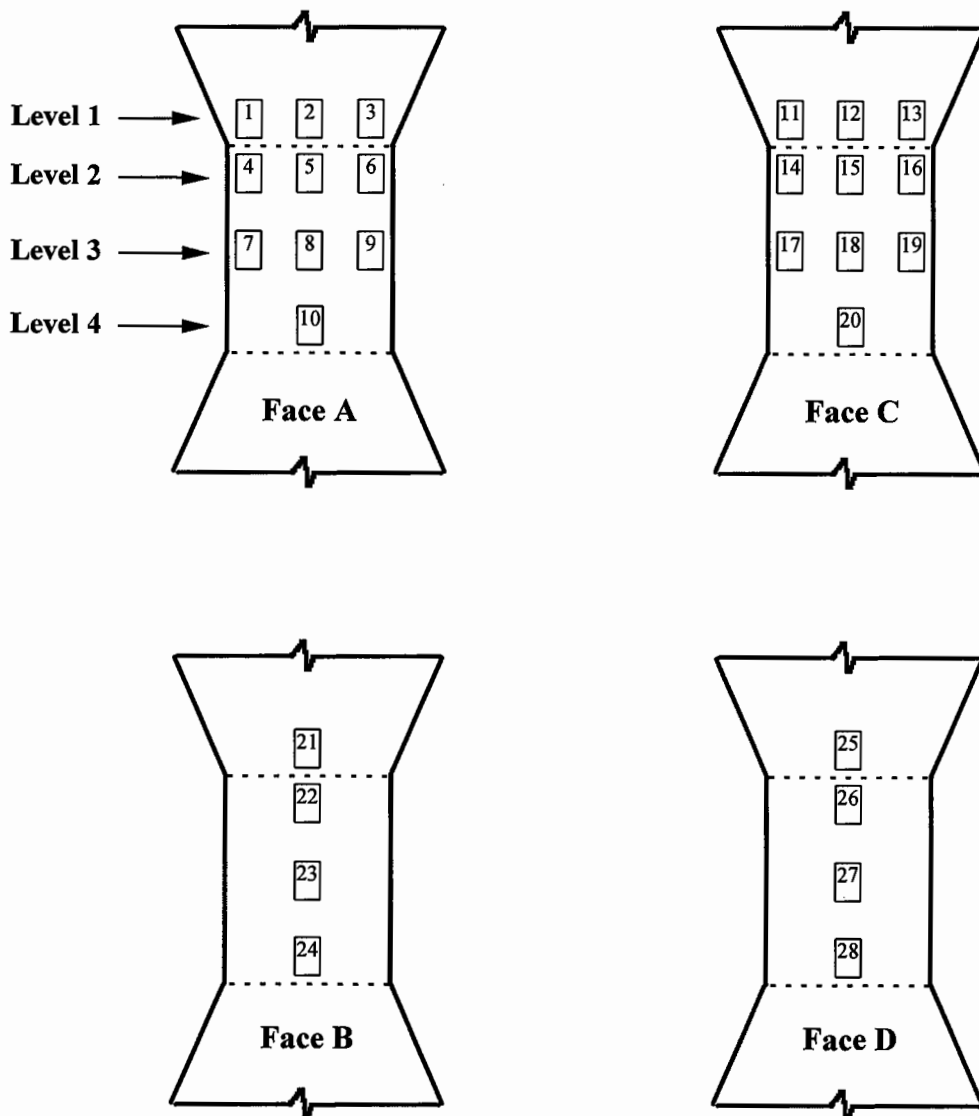 Level 1 1 2 3 11 12 13
Level 2 4 5 6 14 15 16
Level 3 7 8 9 17 18 19
Level 4 10 20
Face A Face C
21 25
22 26
23 27
24 28
Face B Face D